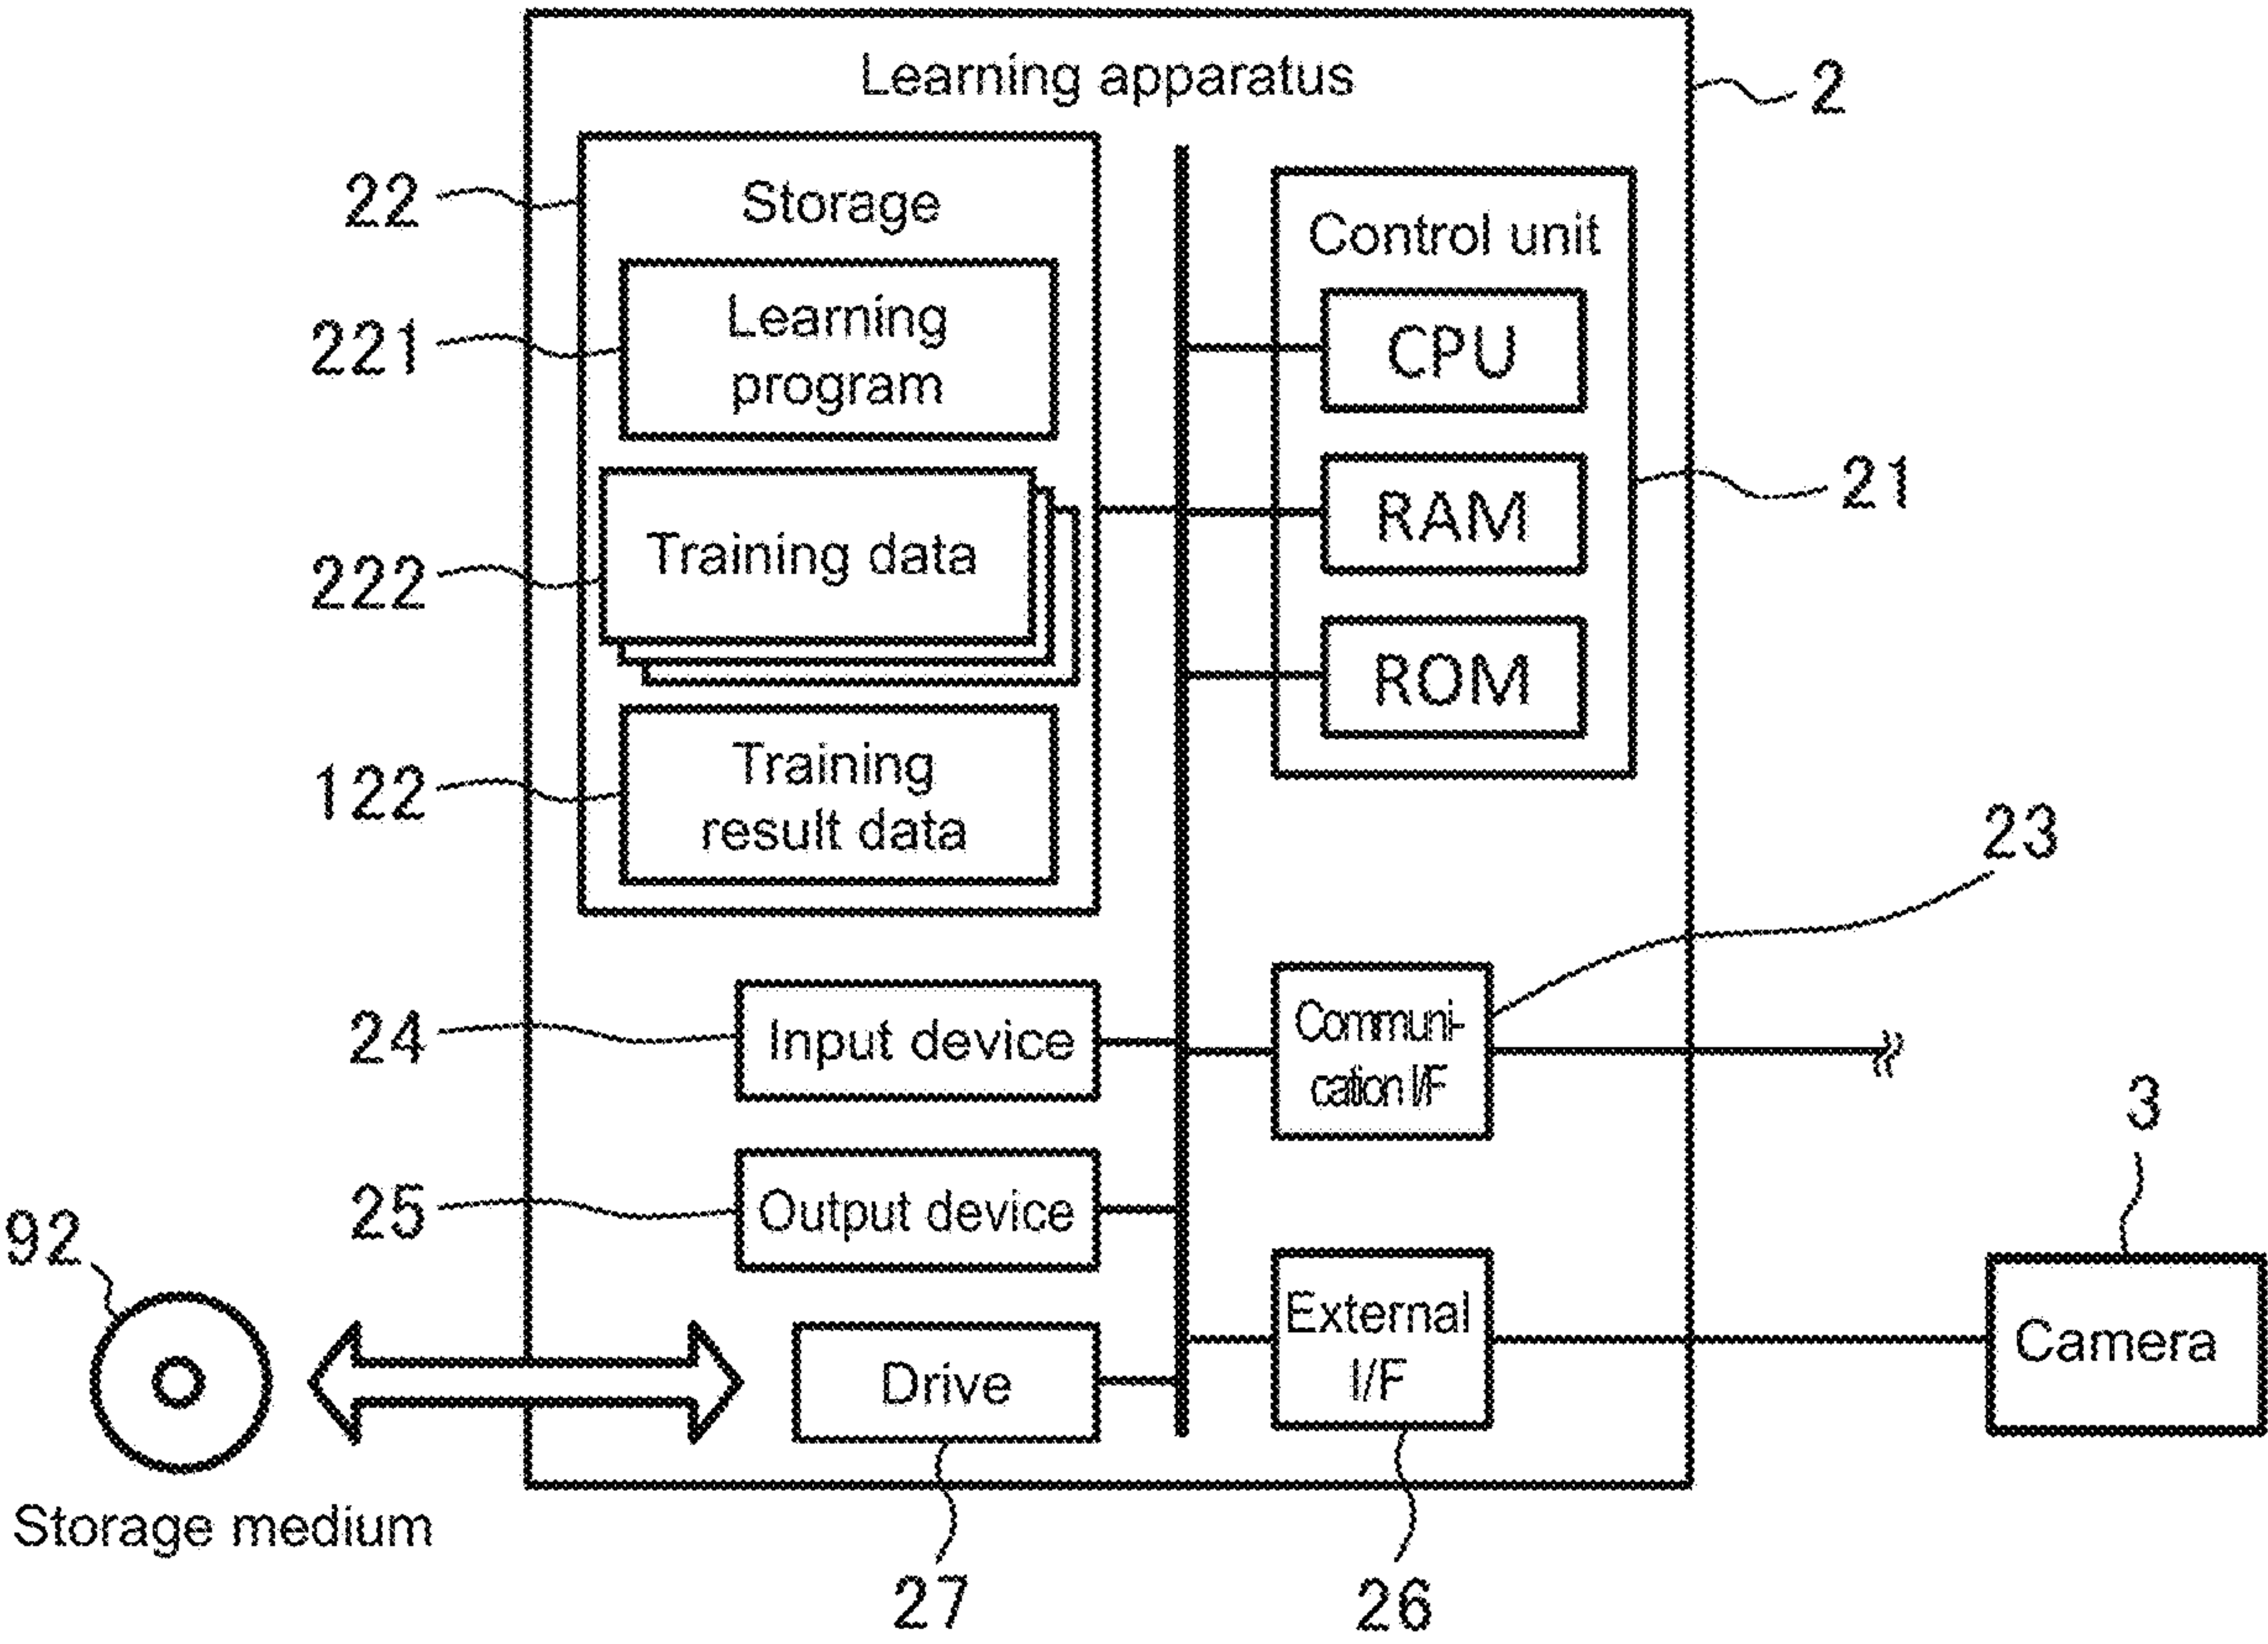 Learning apparatus
2
22
Storage
Control unit
221
Learning
program
CPU
21
RAM
222
Training data
ROM
122
Training
result data
23
24
Input device
Communi-
cation I/F
3
25
Output device
92
External
I/F
Camera
Drive
Storage medium
27
26